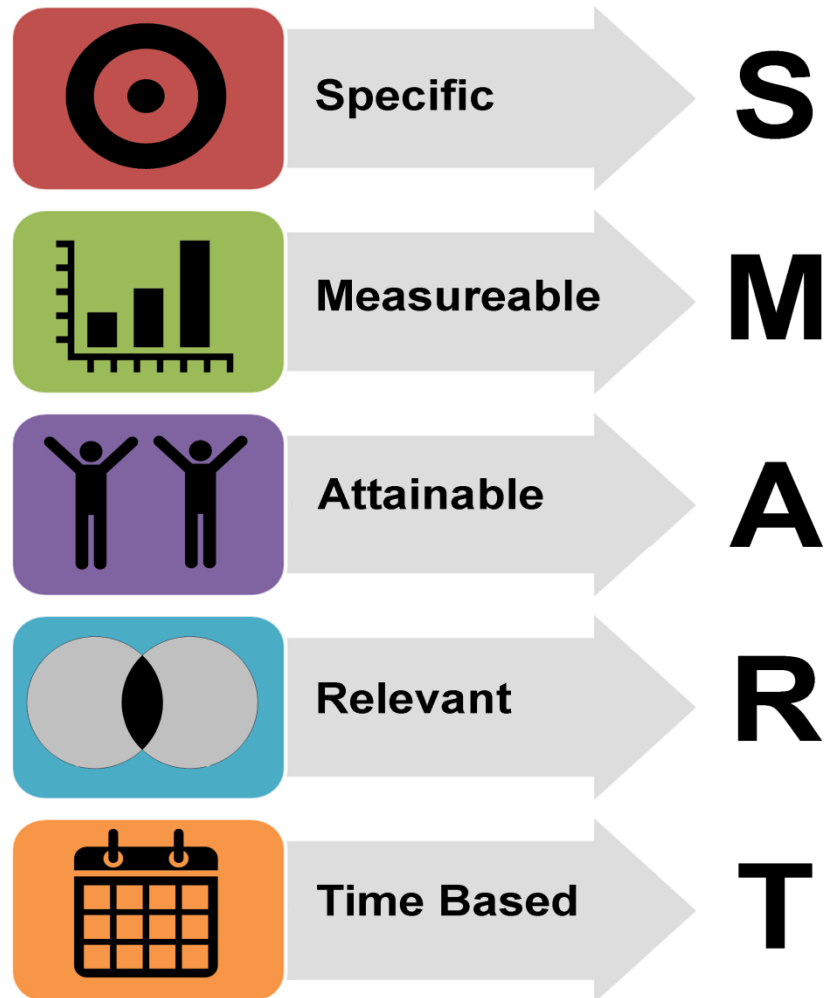 Specific S
Measureable M
Attainable A
Relevant R
Time Based T